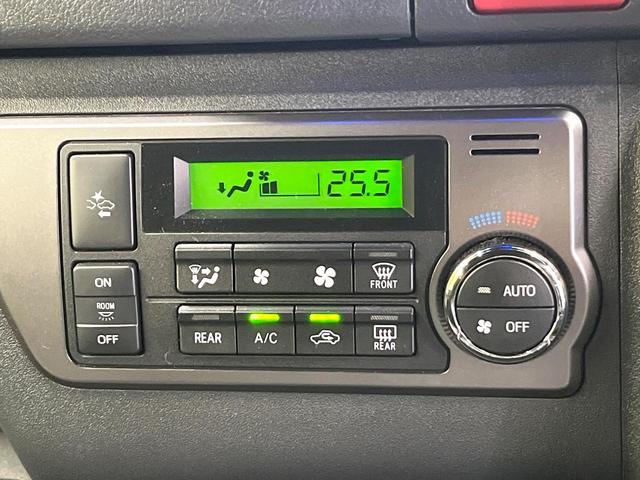 25.5
ON
ROOM
OFF
FRONT
AUTO
OFF
REAR
A/C
REAR